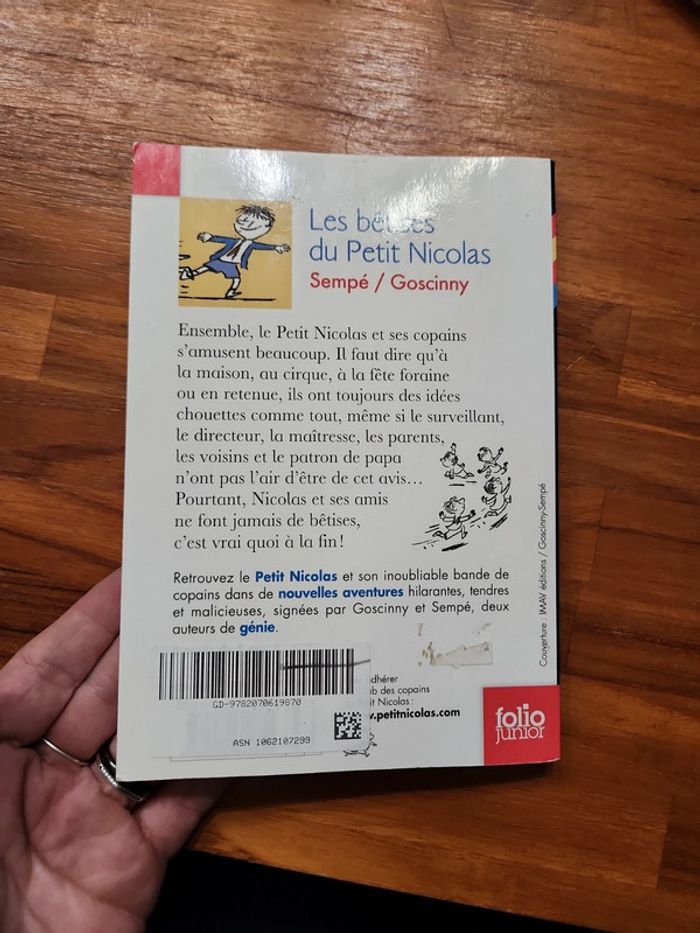 Les bêtises
du Petit Nicolas
Sempé / Goscinny
Ensemble, le Petit Nicolas et ses copains
s'amusent beaucoup. Il faut dire qu'à
la maison, au cirque, à la fête foraine
ou en retenue, ils ont toujours des idées
chouettes comme tout, même si le surveillant,
le directeur, la maîtresse, les parents,
les voisins et le patron de papa
n'ont pas l'air d'être de cet avis…
Pourtant, Nicolas et ses amis
ne font jamais de bêtises,
c'est vrai quoi à la fin !
Retrouvez le Petit Nicolas et son inoubliable bande de
copains dans de nouvelles aventures hilarantes, tendres
et malicieuses, signées par Goscinny et Sempé, deux
auteurs de génie.
Couverture : IMAV éditions / Goscinny-Sempé
GD-9782070619870
ASN 1062107299
des copains
.petitnicolas.com
folio
junior